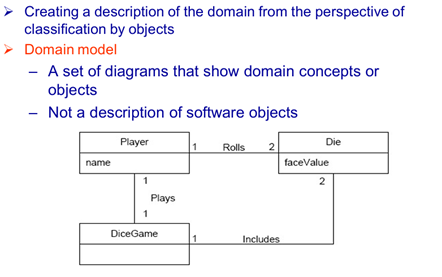 Creating a description of the domain from the perspective of
classification by objects
Domain model
– A set of diagrams that show domain concepts or
objects
– Not a description of software objects
Player
1 Rolls 2
Die
name
faceValue
1
2
Plays
1
DiceGame
1 Includes